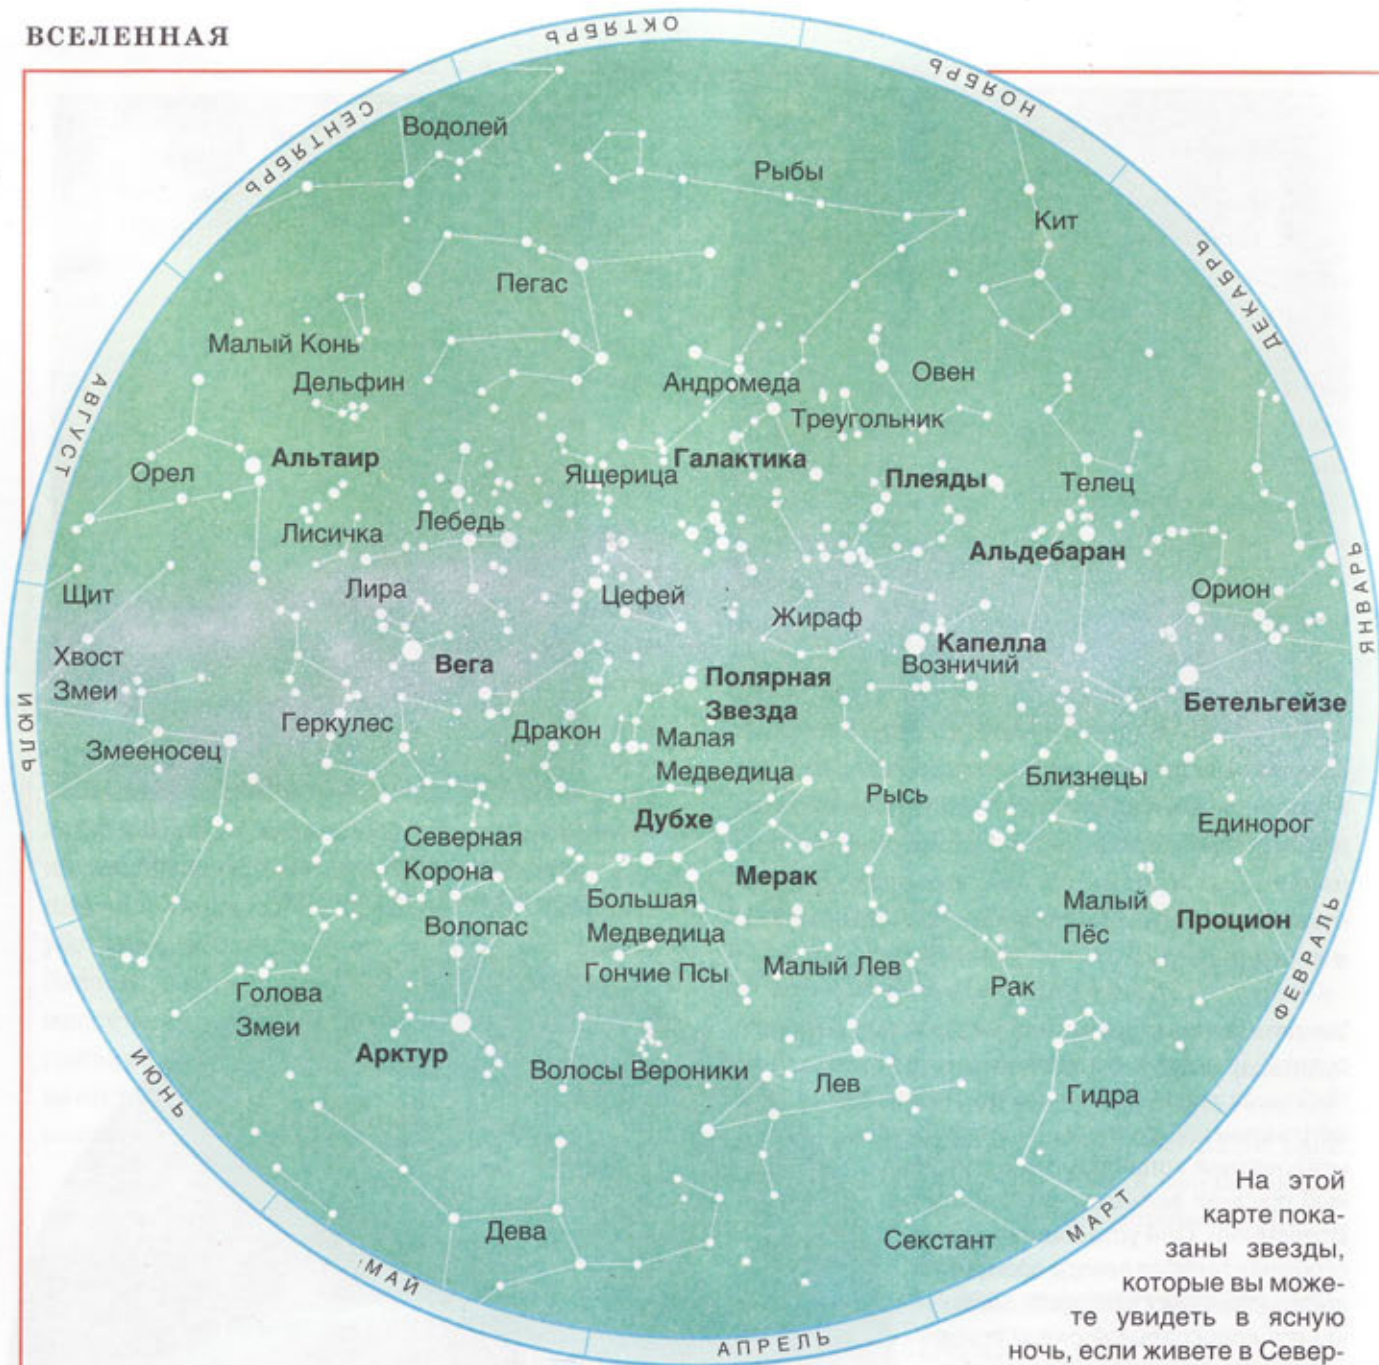 ВСЕЛЕННАЯ
ОКТЯБРЬ
НОЯБРЬ
СЕНТЯБРЬ
ДЕКАБРЬ
АВГУСТ
ЯНВАРЬ
ИЮЛЬ
ФЕВРАЛЬ
ИЮНЬ
МАРТ
МАЙ
АПРЕЛЬ
Водолей
Рыбы
Кит
Пегас
Малый Конь
Дельфин
Андромеда
Овен
Треугольник
Орел
Альтаир
Ящерица
Галактика
Плеяды
Телец
Лисичка
Лебедь
Альдебаран
Щит
Лира
Цефей
Жираф
Орион
Хвост
Змеи
Вега
Полярная
Звезда
Капелла
Возничий
Бетельгейзе
Змееносец
Геркулес
Дракон
Малая
Медведица
Рысь
Близнецы
Единорог
Северная
Корона
Дубхе
Мерак
Волопас
Большая
Медведица
Малый
Пёс
Процион
Гончие Псы
Малый Лев
Рак
Голова
Змеи
Арктур
Волосы Вероники
Лев
Гидра
Дева
Секстант
На этой
карте пока-
заны звезды,
которые вы може-
те увидеть в ясную
ночь, если живете в Север-